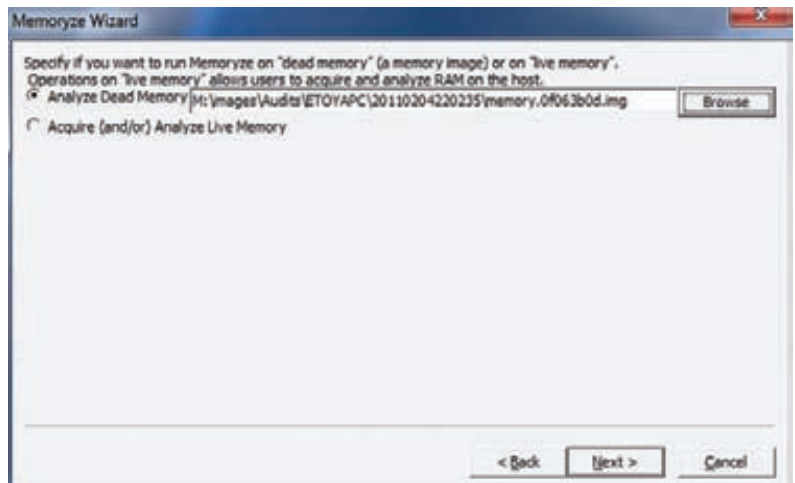 Memoryze Wizard
Specify if you want to run Memoryze on "dead memory" (a memory image) or on "live memory".
Operations on "live memory" allows users to acquire and analyze RAM on the host.
Analyze Dead Memory M:\images\Audits\ETOYAPC\20110204220235\memory.0f063b0d.img Browse
Acquire (and/or) Analyze Live Memory
< Back Next > Cancel